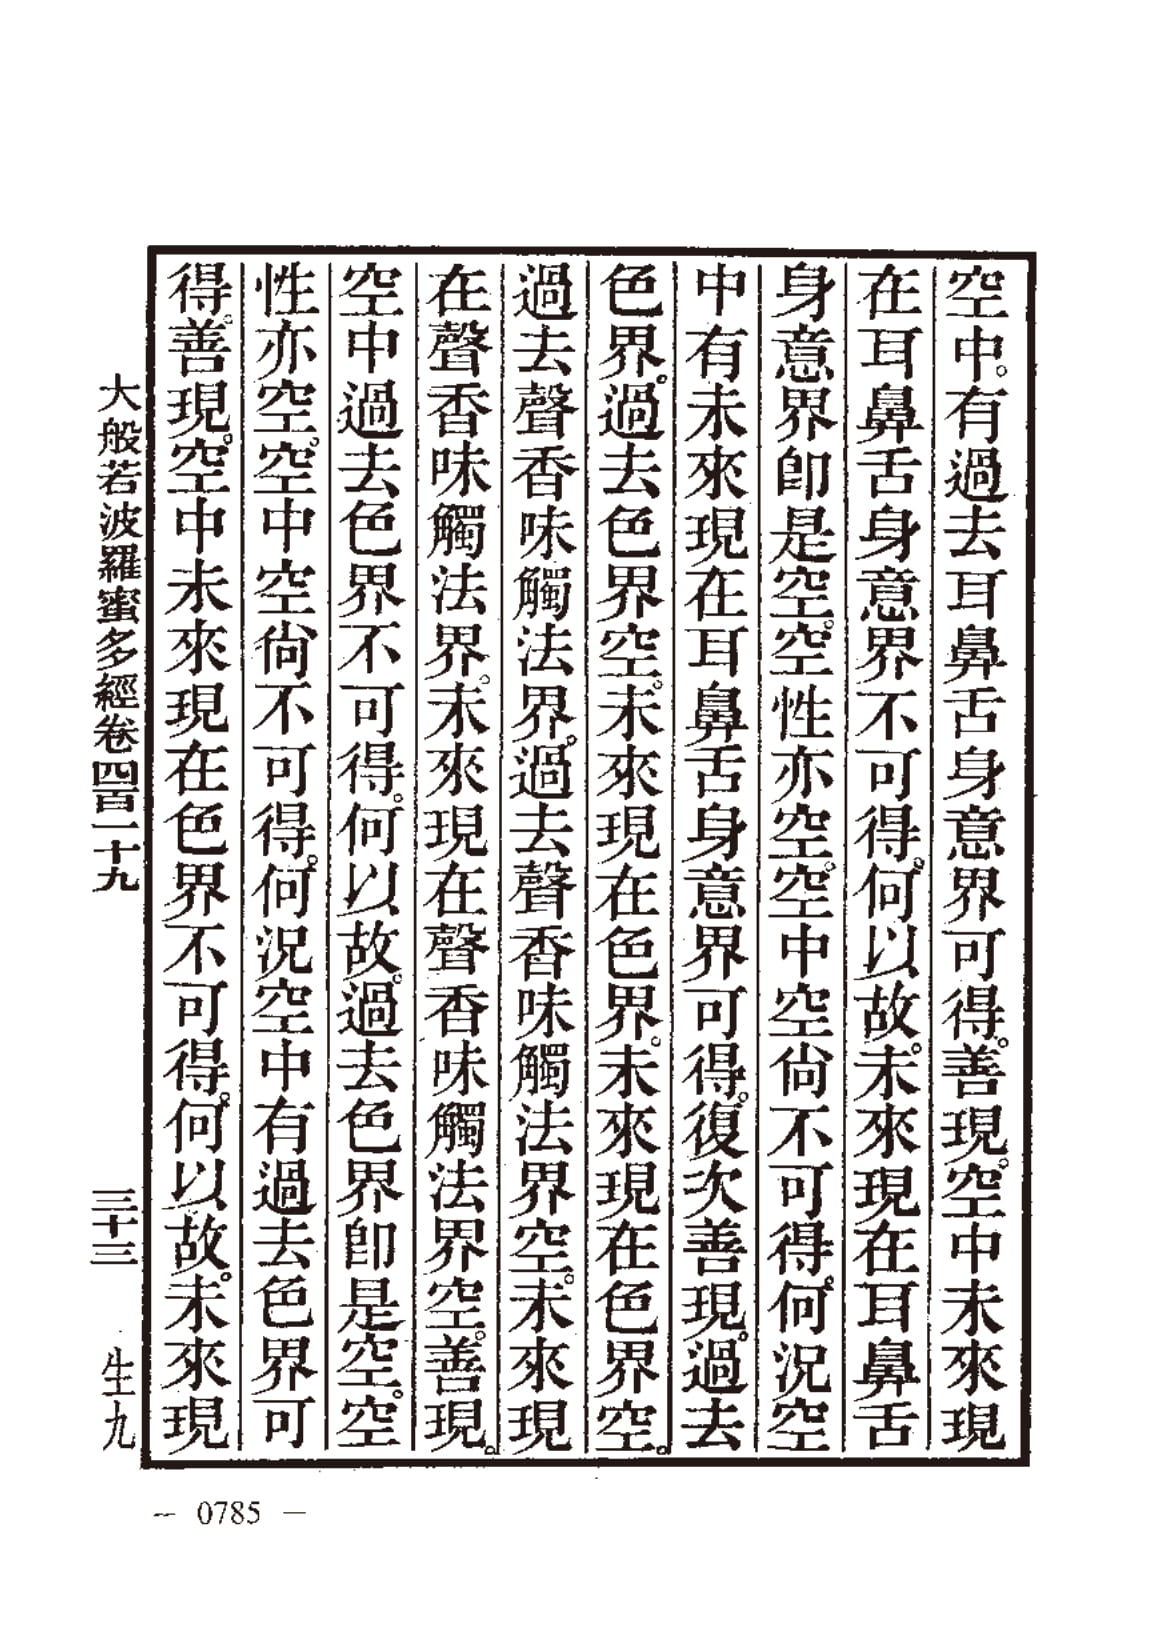 空中。有過去耳鼻舌身意界可得。善現。空中未來現
在耳鼻舌身意界不可得。何以故。未來現在耳鼻舌
身意界卽是空。空性亦空。空中空尙不可得。何況空
中有未來現在耳鼻舌身意界可得。復次善現。過去
色界。過去色界空。未來現在色界。未來現在色界空。
過去聲香味觸法界。過去聲香味觸法界空。未來現
在聲香味觸法界。未來現在聲香味觸法界空。善現。
空中過去色界不可得。何以故。過去色界卽是空。空
性亦空。空中空尙不可得。何況空中有過去色界可
得。善現。空中未來現在色界不可得。何以故。未來現
大般若波羅蜜多經卷四百一十九 三十三 生九
— 0785 —